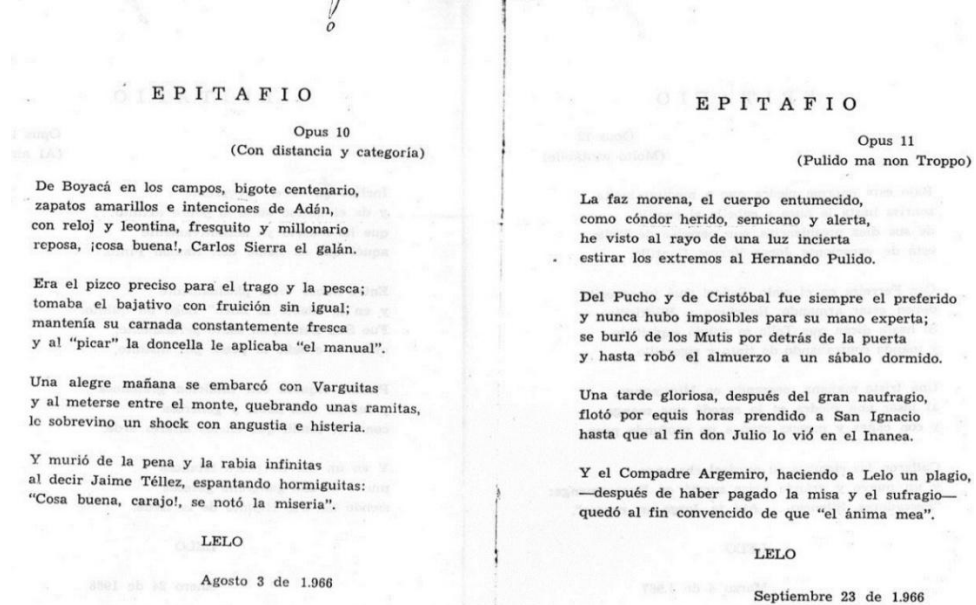 EPITAFIO
Opus 10
(Con distancia y categoría)
De Boyacá en los campos, bigote centenario,
zapatos amarillos e intenciones de Adán,
con reloj y leontina, fresquito y millonario
reposa, ¡cosa buena!, Carlos Sierra el galán.
Era el pizco preciso para el trago y la pesca;
tomaba el bajativo con fruición sin igual;
mantenía su carnada constantemente fresca
y al "picar" la doncella le aplicaba "el manual".
Una alegre mañana se embarcó con Varguitas
y al meterse entre el monte, quebrando unas ramitas,
le sobrevino un shock con angustia e histeria.
Y murió de la pena y la rabia infinitas
al decir Jaime Téllez, espantando hormiguitas:
"Cosa buena, carajo!, se notó la miseria".
LELO
Agosto 3 de 1.966
EPITAFIO
Opus 11
(Pulido ma non Troppo)
La faz morena, el cuerpo entumecido,
como cóndor herido, semicano y alerta,
he visto al rayo de una luz incierta
estirar los extremos al Hernando Pulido.
Del Pucho y de Cristóbal fue siempre el preferido
y nunca hubo imposibles para su mano experta;
se burló de los Mutis por detrás de la puerta
y hasta robó el almuerzo a un sábalo dormido.
Una tarde gloriosa, después del gran naufragio,
flotó por equis horas prendido a San Ignacio
hasta que al fin don Julio lo vió en el Inanea.
Y el Compadre Argemiro, haciendo a Lelo un plagio,
—después de haber pagado la misa y el sufragio—
quedó al fin convencido de que "el ánima mea".
LELO
Septiembre 23 de 1.966